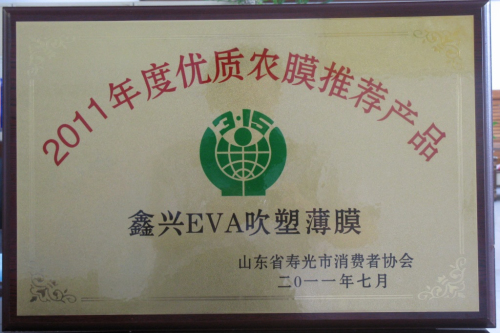 2011年度优质农膜推荐产品
3·15
鑫兴EVA吹塑薄膜
山东省寿光市消费者协会
二〇一一年七月